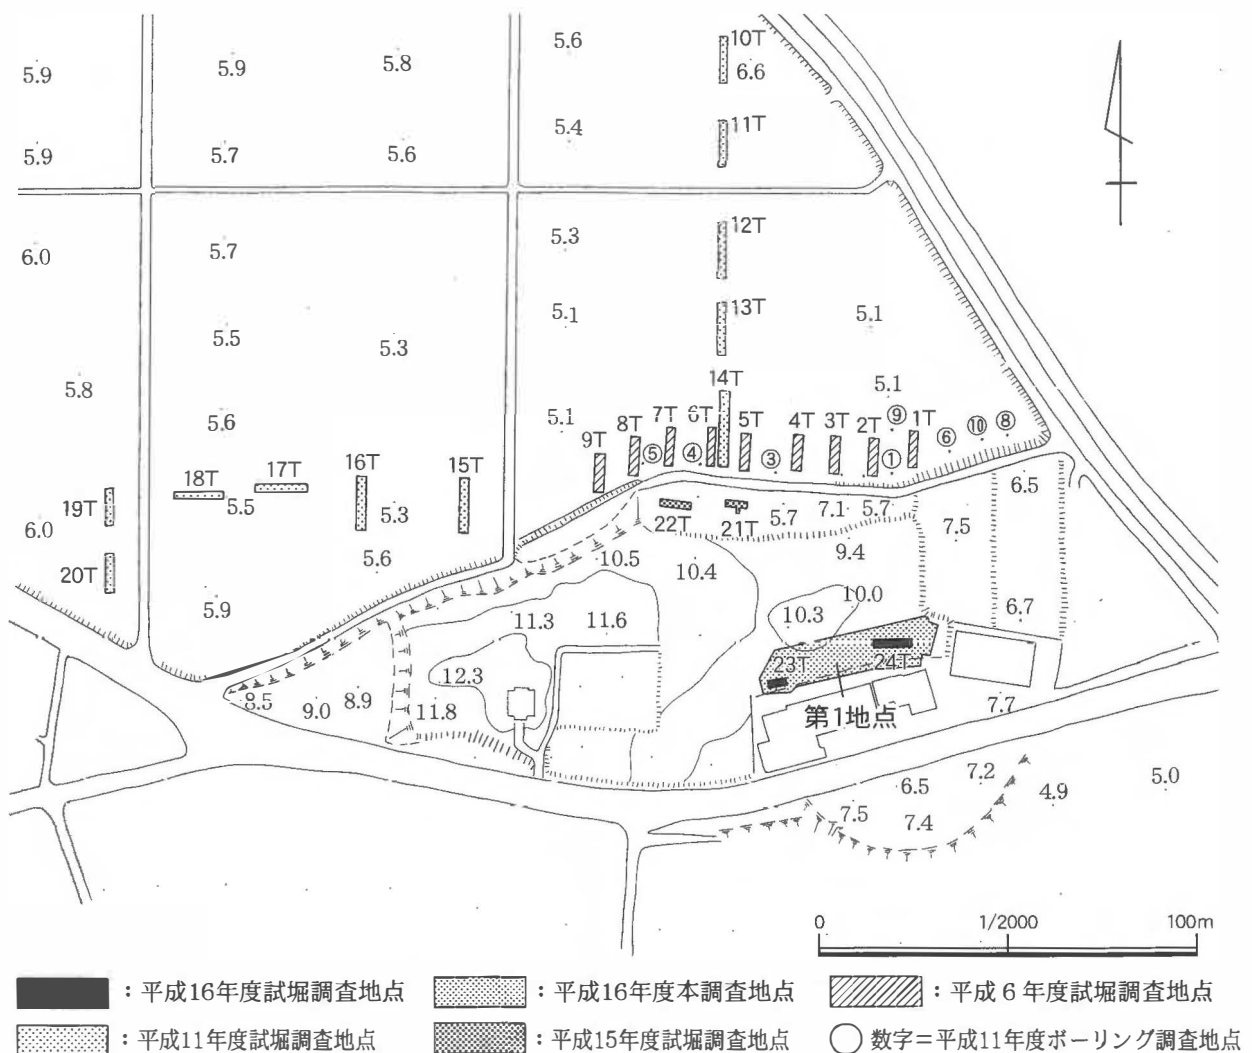 5.6 10T
5.9 5.9 5.8 6.6
5.4 11T
5.9 5.7 5.6
12T
6.0 5.7 5.3
13T
5.1 5.1
5.5 5.3
5.8 14T 5.1
5.6 5.1 8T 7T 6T 5T 4T 3T 2T ⑨ 1T
9T ⑤ ④ ③ ① ⑥ ⑩ ⑧
18T 17T 16T 15T
19T 5.5 5.3 6.5
6.0 22T 21T 5.7 7.1 5.7 7.5
20T 5.6 10.5 10.4 9.4
5.9 11.3 11.6 10.3 10.0 6.7
12.3 23T 24T
8.5 9.0 8.9 11.8 第1地点 7.7
6.5 7.2 4.9 5.0
7.5 7.4
0 1/2000 100m
：平成16年度試堀調査地点 ：平成16年度本調査地点 ：平成６年度試堀調査地点
：平成11年度試堀調査地点 ：平成15年度試堀調査地点 ○ 数字＝平成11年度ボーリング調査地点